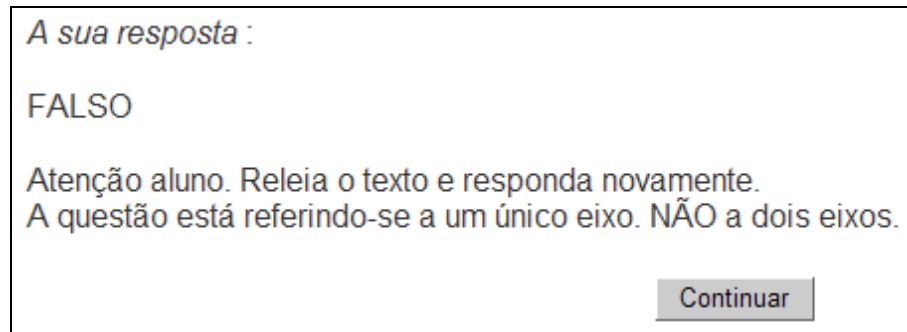 A sua resposta :
FALSO
Atenção aluno. Releia o texto e responda novamente.
A questão está referindo-se a um único eixo. NÃO a dois eixos.
Continuar